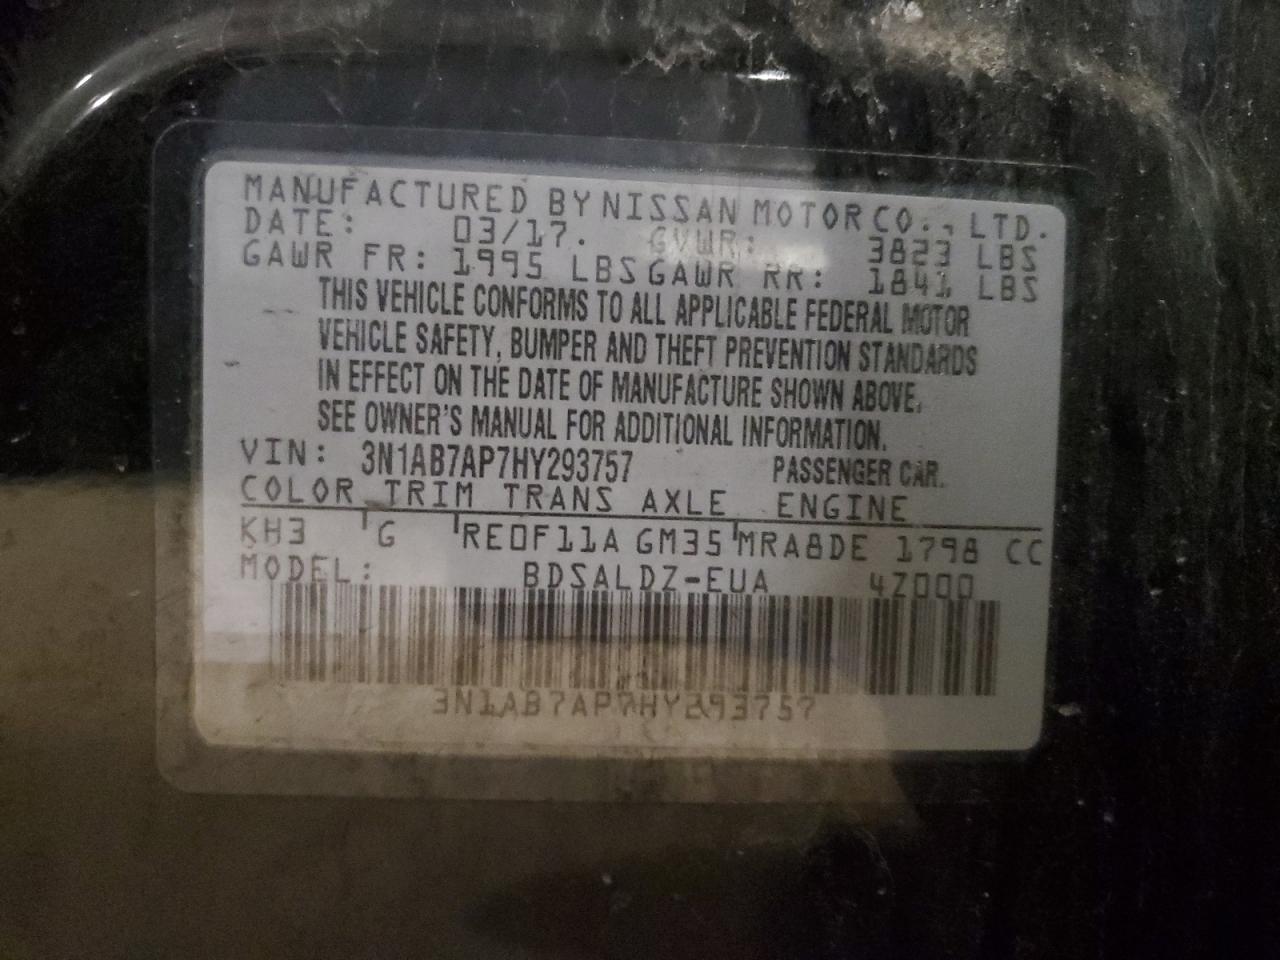 MANUFACTURED BY NISSAN MOTOR CO., LTD.
DATE: 03/17. GVWR: 3823 LBS
GAWR FR: 1995 LBS GAWR RR: 1841 LBS
THIS VEHICLE CONFORMS TO ALL APPLICABLE FEDERAL MOTOR
VEHICLE SAFETY, BUMPER AND THEFT PREVENTION STANDARDS
IN EFFECT ON THE DATE OF MANUFACTURE SHOWN ABOVE.
SEE OWNER'S MANUAL FOR ADDITIONAL INFORMATION.
VIN: 3N1AB7AP7HY293757 PASSENGER CAR.
COLOR TRIM TRANS AXLE ENGINE
KH3 G RE0F11A GM35 MRA8DE 1798 CC
MODEL: BDSALDZ-EUA 4Z000
3N1AB7AP7HY293757